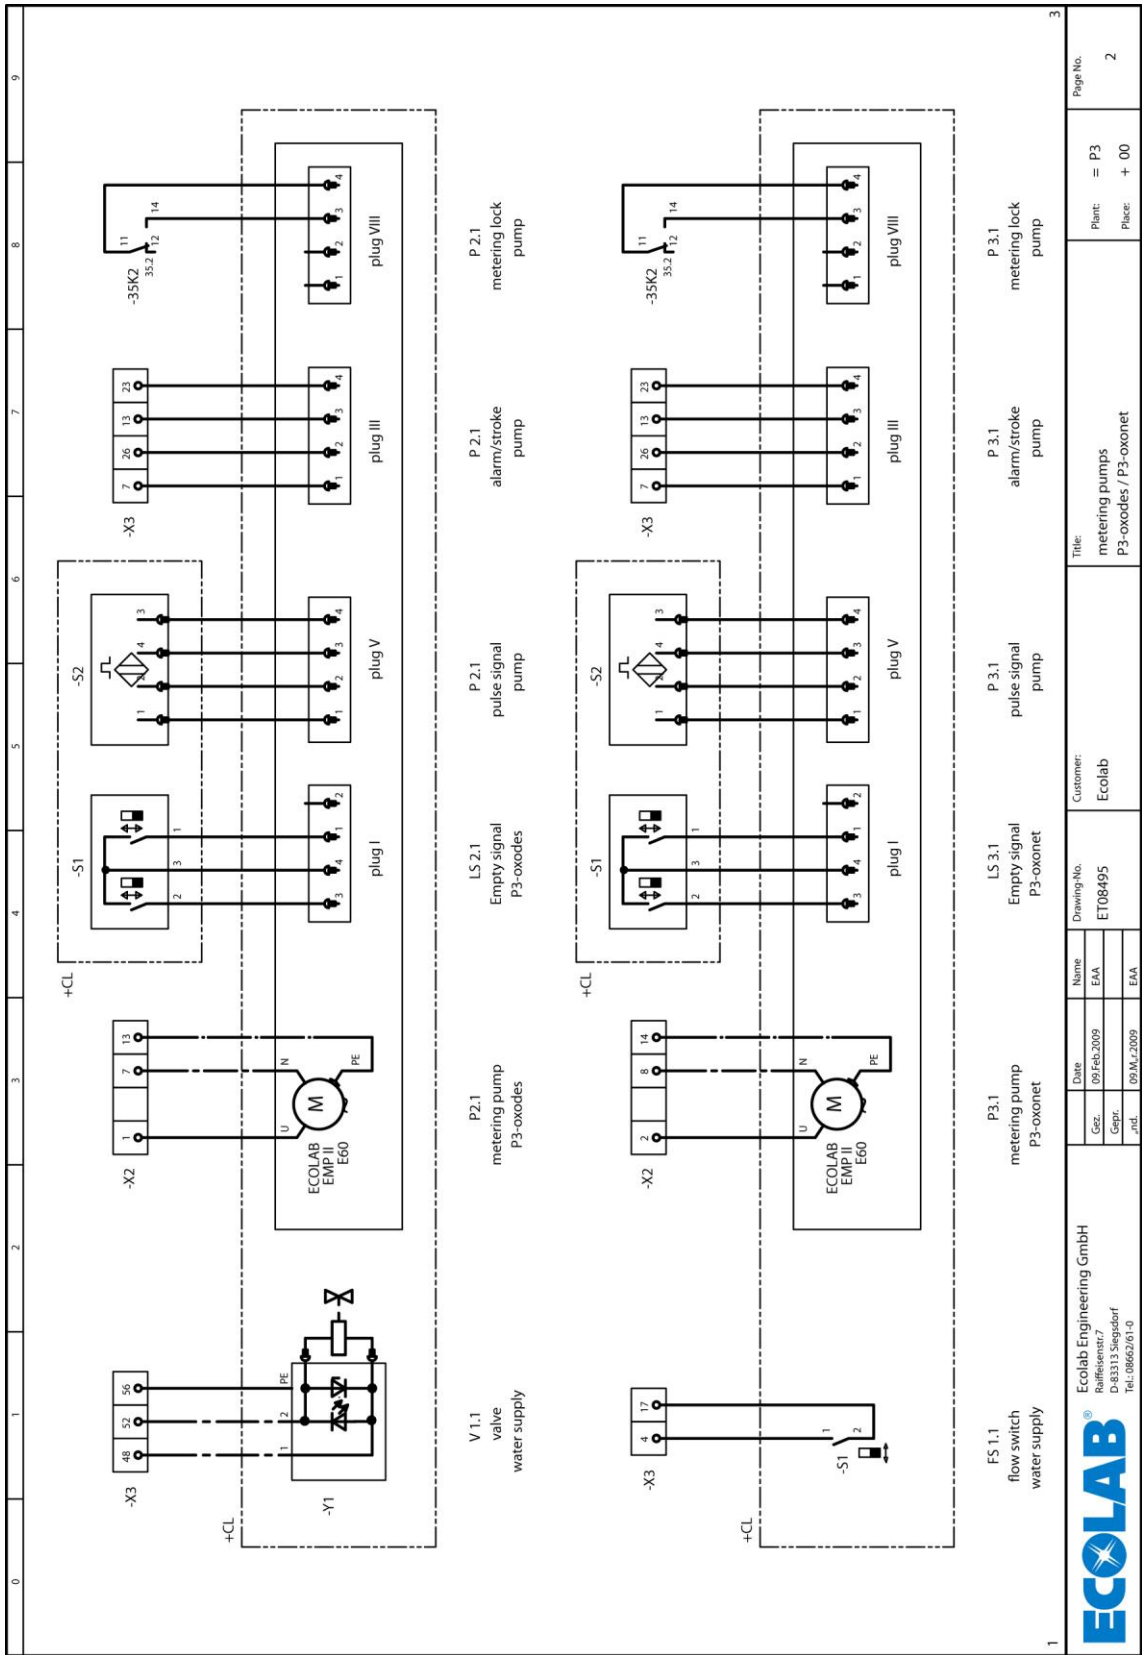 0 1 2 3 4 5 6 7 8 9
-X3
48 52 56
1 2 PE
-Y1
+CL
V 1.1
valve
water supply
-X2
1 7 13
U N
M
PE
ECOLAB
EMP II
E60
P2.1
metering pump
P3-oxodes
+CL
-S1
2 3 1
3 4 1 2
plug I
LS 2.1
Empty signal
P3-oxodes
-S2
1 2 4 3
1 2 3 4
plug V
P 2.1
pulse signal
pump
-X3
7 26 13 23
1 2 3 4
plug III
P 2.1
alarm/stroke
pump
-35K2
35.2
11
12 14
1 2 3 4
plug VIII
P 2.1
metering lock
pump
-X3
4 17
1
2
-S1
+CL
FS 1.1
flow switch
water supply
-X2
2 8 14
U N
M
PE
ECOLAB
EMP II
E60
P3.1
metering pump
P3-oxonet
+CL
-S1
2 3 1
3 4 1 2
plug I
LS 3.1
Empty signal
P3-oxonet
-S2
1 4 3
1 2 3 4
plug V
P 3.1
pulse signal
pump
-X3
7 26 13 23
1 2 3 4
plug III
P 3.1
alarm/stroke
pump
-35K2
35.2
11
12 14
1 2 3 4
plug VIII
P 3.1
metering lock
pump
1
3
ECOLAB®
Ecolab Engineering GmbH
Raiffeisenstr.7
D-83313 Siegsdorf
Tel.: 08662/61-0
Date Name
Gez. 09.Feb.2009 EAA
Gepr.
09.M„r.2009 EAA
Drawing-No.
ET08495
Customer:
Ecolab
Title:
metering pumps
P3-oxodes / P3-oxonet
Plant: = P3
Place: + 00
Page No.
2